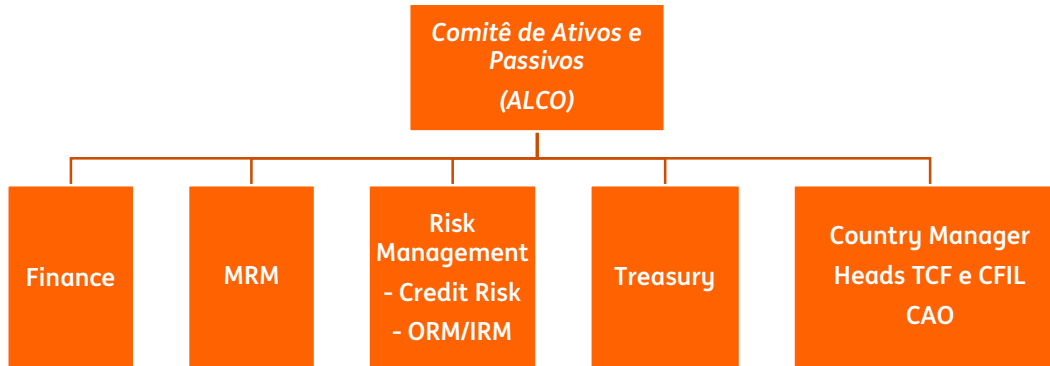 Comitê de Ativos e
Passivos
(ALCO)
Finance
MRM
Risk
Management
- Credit Risk
- ORM/IRM
Treasury
Country Manager
Heads TCF e CFIL
CAO